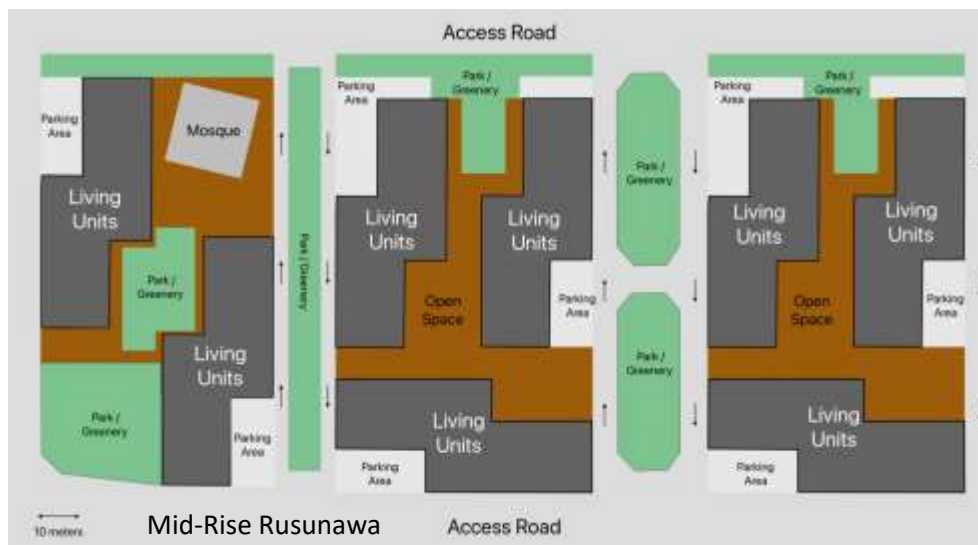 Access Road
Park /
Greenery
Parking
Area
Mosque
Living
Units
Park /
Greenery
Living
Units
Park /
Greenery
Parking
Area
Park / Greenery
Parking
Area
Park /
Greenery
Living
Units
Living
Units
Open
Space
Parking
Area
Living
Units
Parking
Area
Park /
Greenery
Park /
Greenery
Parking
Area
Park /
Greenery
Living
Units
Living
Units
Open
Space
Parking
Area
Living
Units
Parking
Area
10 meters
Mid-Rise Rusunawa
Access Road